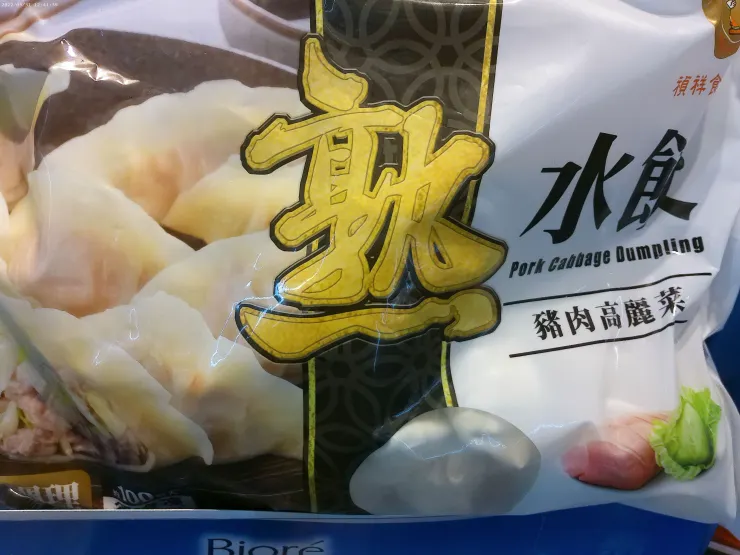 禎祥食
熟
水餃
Pork Cabbage Dumpling
豬肉高麗菜
Bioré